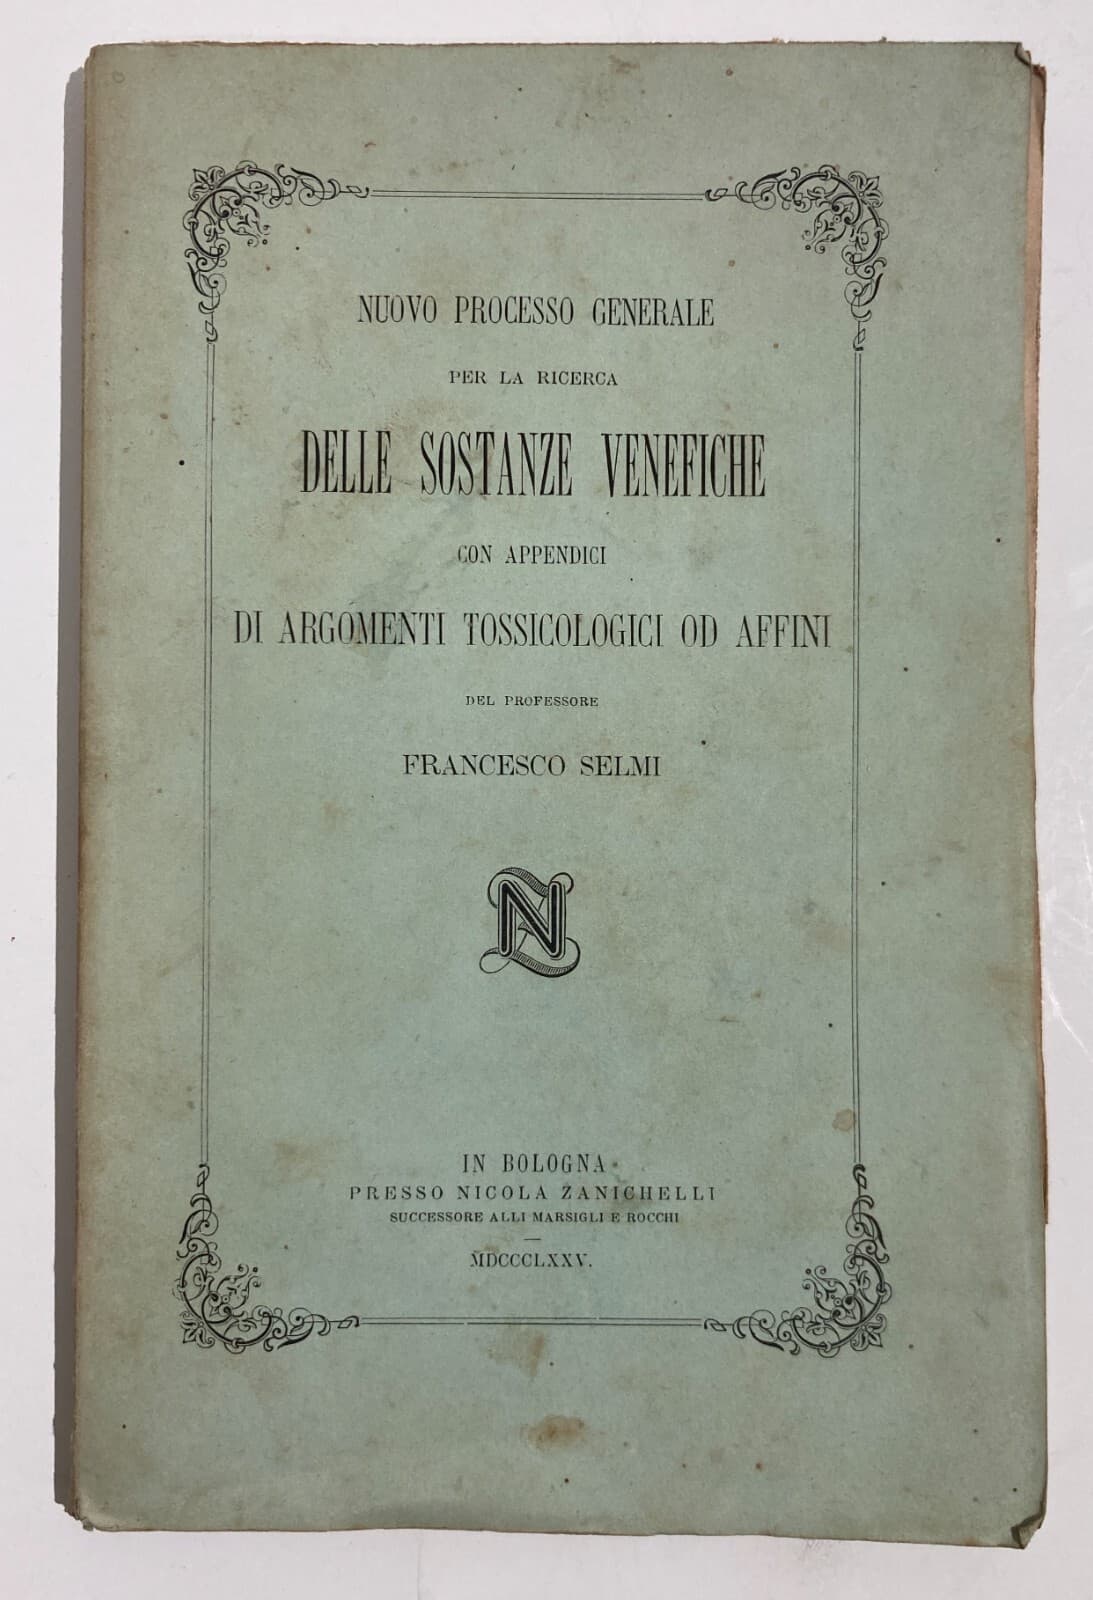 NUOVO PROCESSO GENERALE
PER LA RICERCA
DELLE SOSTANZE VENEFICHE
CON APPENDICI
DI ARGOMENTI TOSSICOLOGICI OD AFFINI
DEL PROFESSORE
FRANCESCO SELMI
NZ
IN BOLOGNA
PRESSO NICOLA ZANICHELLI
SUCCESSORE ALLI MARSIGLI E ROCCHI
MDCCCLXXV.